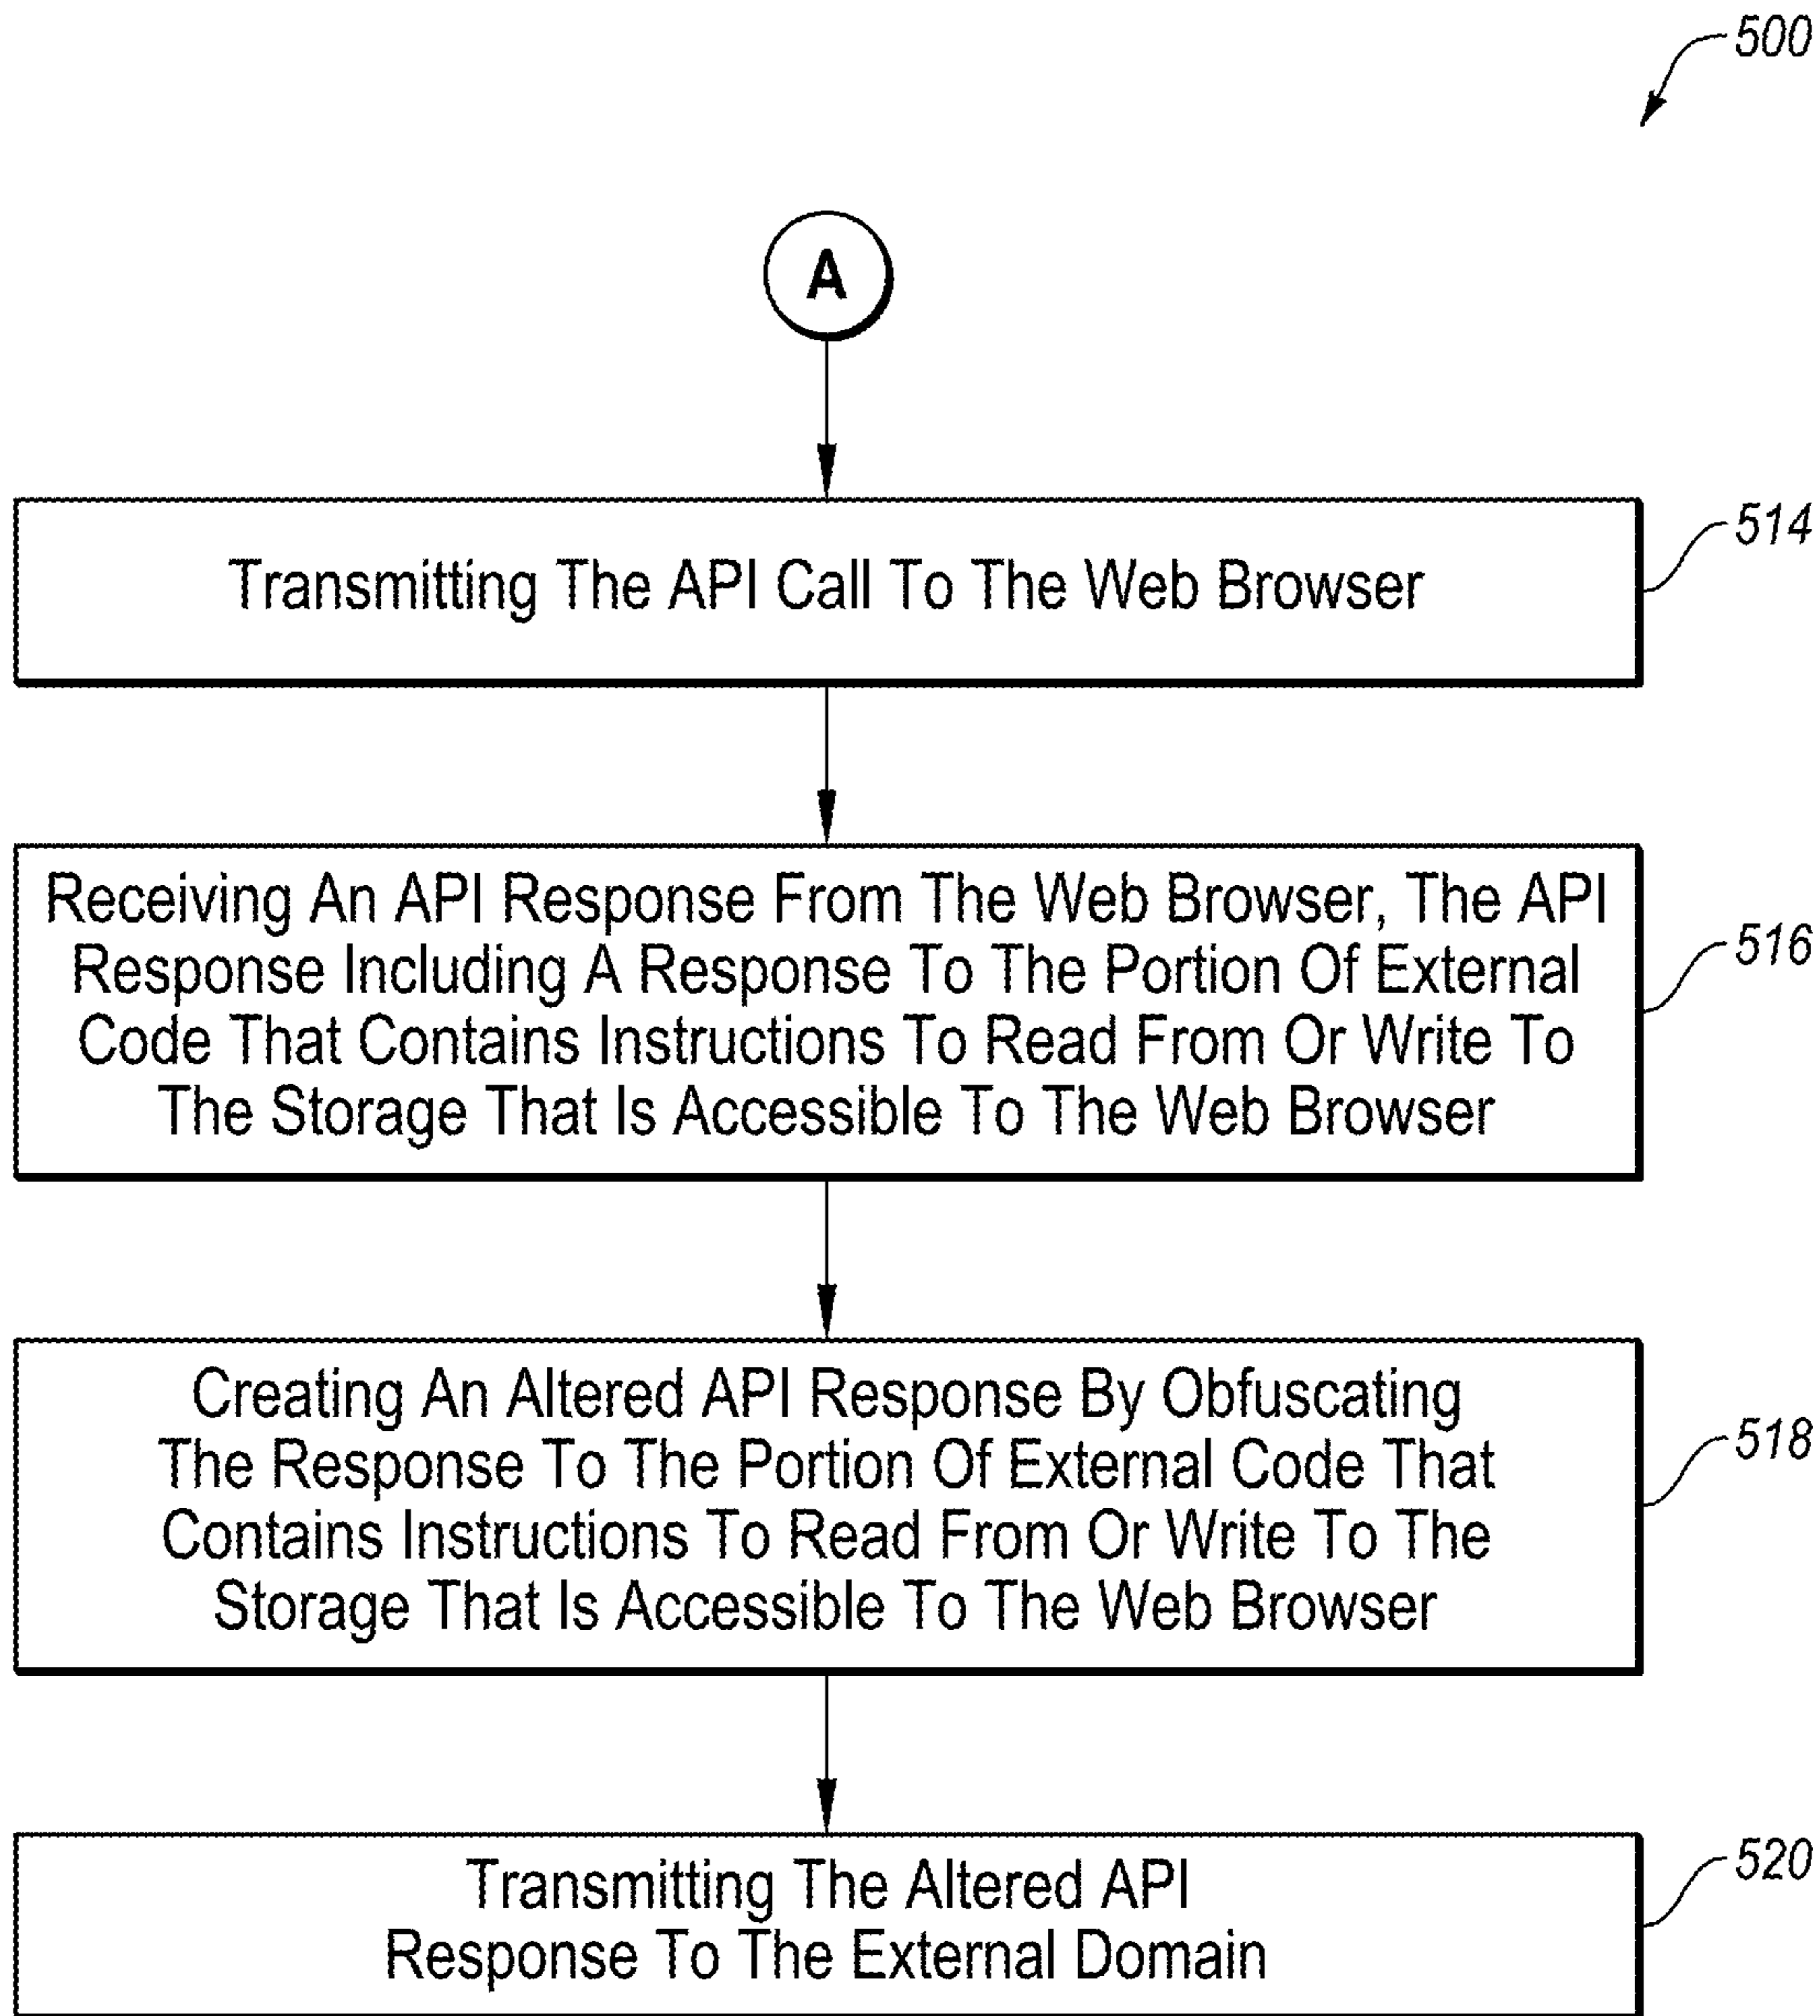 500
A
Transmitting The API Call To The Web Browser
514
Receiving An API Response From The Web Browser, The API
Response Including A Response To The Portion Of External
Code That Contains Instructions To Read From Or Write To
The Storage That Is Accessible To The Web Browser
516
Creating An Altered API Response By Obfuscating
The Response To The Portion Of External Code That
Contains Instructions To Read From Or Write To The
Storage That Is Accessible To The Web Browser
518
Transmitting The Altered API
Response To The External Domain
520